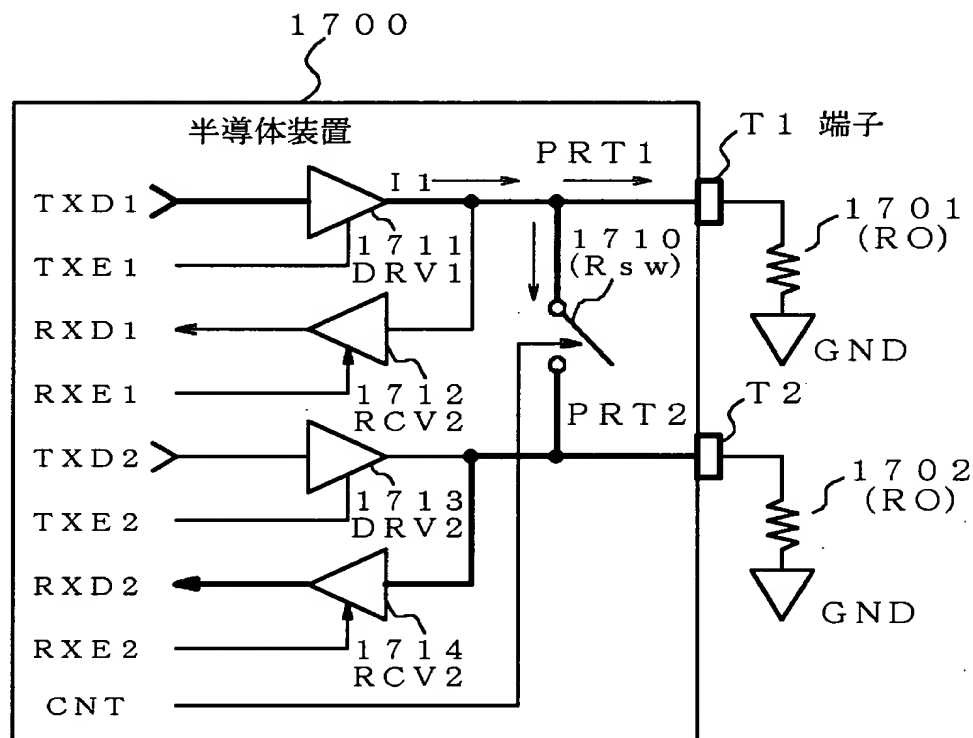 1700
半導体装置
T1 端子
PRT1
I1
TXD1
1711
DRV1
1710
(Rsw)
1701
(RO)
TXE1
RXD1
GND
RXE1
1712
RCV2
PRT2
T2
TXD2
1713
DRV2
1702
(RO)
TXE2
RXD2
GND
RXE2
1714
RCV2
CNT